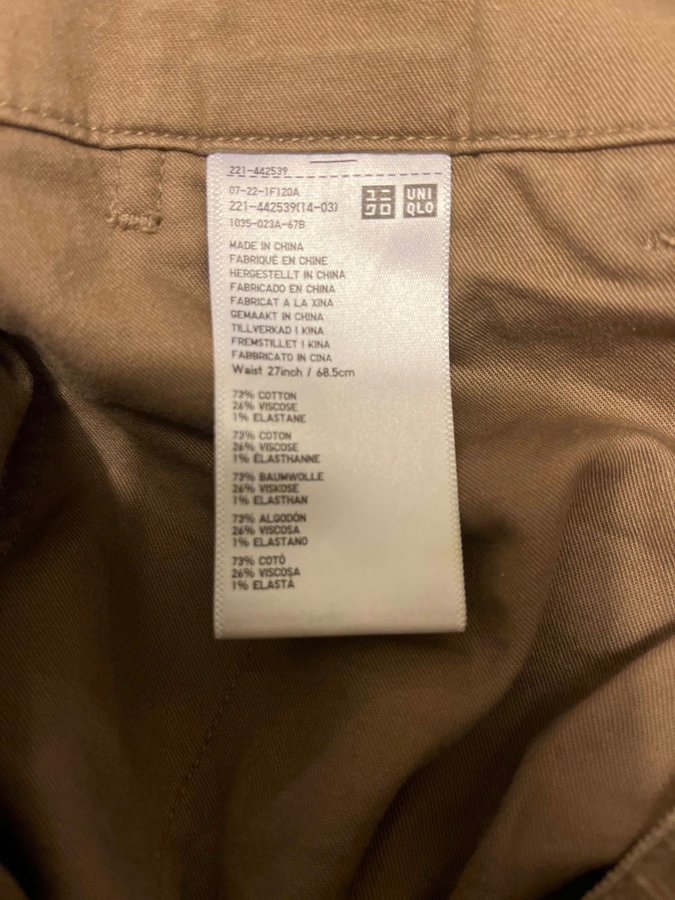 221-442539
07-22-1F120A
221-442539(14-03)
1035-023A-67B
ユニ
クロ
UNI
QLO
MADE IN CHINA
FABRIQUÉ EN CHINE
HERGESTELLT IN CHINA
FABRICADO EN CHINA
FABRICAT A LA XINA
GEMAAKT IN CHINA
TILLVERKAD I KINA
FREMSTILLET I KINA
FABBRICATO IN CINA
Waist 27inch / 68.5cm
73% COTTON
26% VISCOSE
1% ELASTANE
73% COTON
26% VISCOSE
1% ELASTHANNE
73% BAUMWOLLE
26% VISKOSE
1% ELASTHAN
73% ALGODÓN
26% VISCOSA
1% ELASTANO
73% COTÓ
26% VISCOSA
1% ELASTÀ